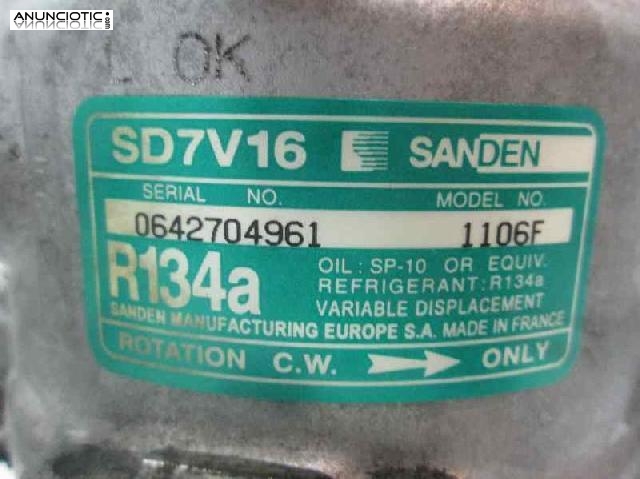 ANUNCIOTIC.com
L OK
SD7V16 SANDEN
SERIAL NO. MODEL NO.
0642704961 1106F
R134a
OIL: SP-10 OR EQUIV.
REFRIGERANT: R134a
VARIABLE DISPLACEMENT
SANDEN MANUFACTURING EUROPE S.A. MADE IN FRANCE
ROTATION C.W. ONLY